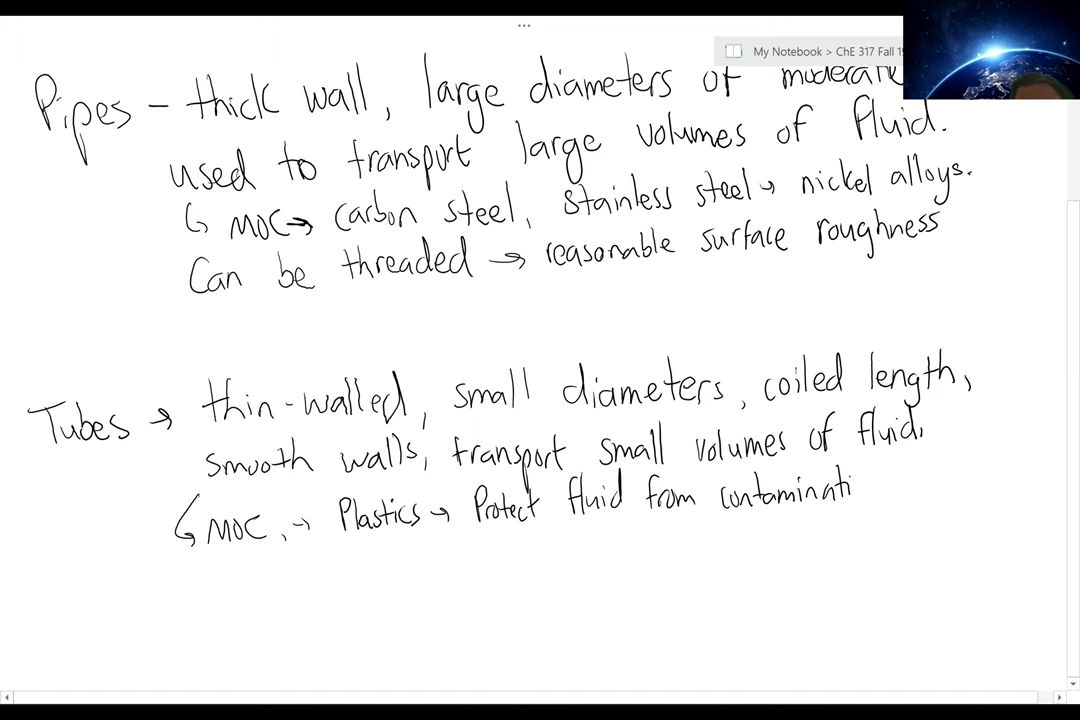 My Notebook > ChE 317 Fall
Pipes - thick wall, large diameters of moderate
used to transport large volumes of fluid.
↳ MOC → carbon steel, stainless steel → nickel alloys.
Can be threaded → reasonable surface roughness
Tubes → thin-walled, small diameters, coiled length,
smooth walls, transport small volumes of fluid.
↳ MOC, → Plastics → Protect fluid from contaminati